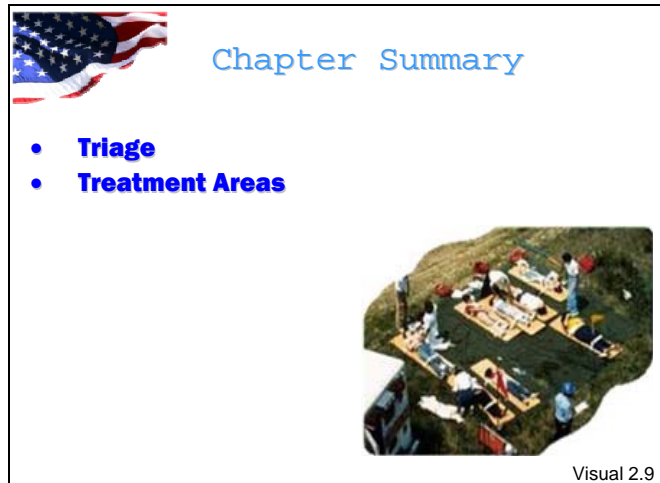 Chapter Summary
• Triage
• Treatment Areas
Visual 2.9